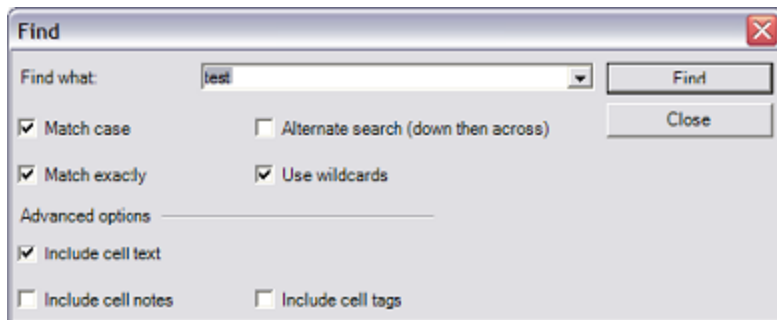 Find
Find what: test Find
Close
Match case Alternate search (down then across)
Match exactly Use wildcards
Advanced options
Include cell text
Include cell notes Include cell tags